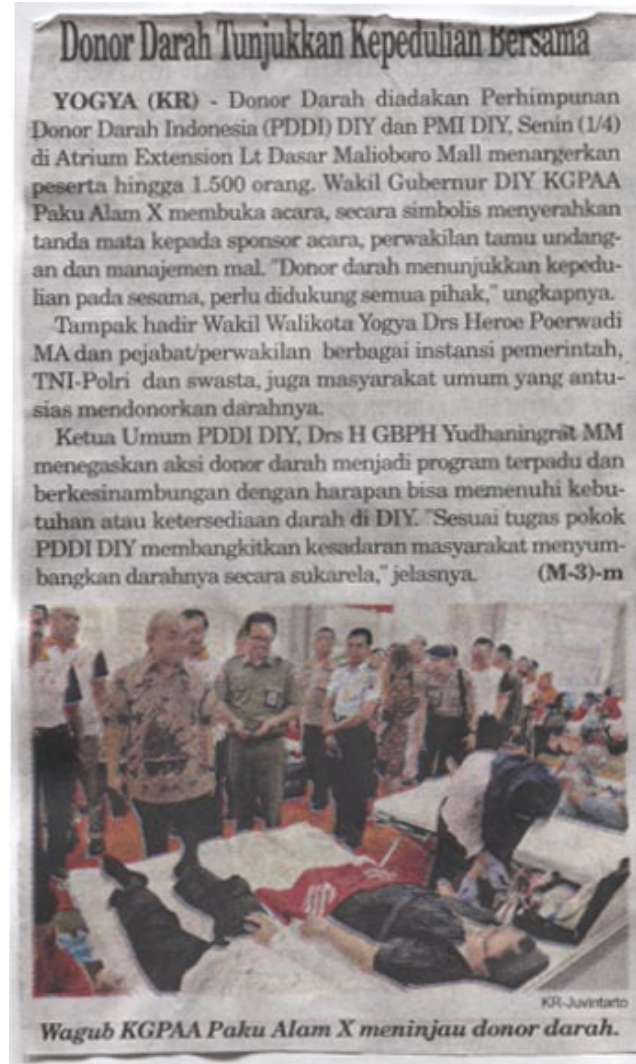 Donor Darah Tunjukkan Kepedulian Bersama
YOGYA (KR) - Donor Darah diadakan Perhimpunan
Donor Darah Indonesia (PDDI) DIY dan PMI DIY, Senin (1/4)
di Atrium Extension Lt Dasar Malioboro Mall menargerkan
peserta hingga 1.500 orang. Wakil Gubernur DIY KGPAA
Paku Alam X membuka acara, secara simbolis menyerahkan
tanda mata kepada sponsor acara, perwakilan tamu undang-
an dan manajemen mal. "Donor darah menunjukkan kepedu-
lian pada sesama, perlu didukung semua pihak," ungkapnya.
Tampak hadir Wakil Walikota Yogya Drs Heroe Poerwadi
MA dan pejabat/perwakilan berbagai instansi pemerintah,
TNI-Polri dan swasta, juga masyarakat umum yang antu-
sias mendonorkan darahnya.
Ketua Umum PDDI DIY, Drs H GBPH Yudhaningrat MM
menegaskan aksi donor darah menjadi program terpadu dan
berkesinambungan dengan harapan bisa memenuhi kebu-
tuhan atau ketersediaan darah di DIY. "Sesuai tugas pokok
PDDI DIY membangkitkan kesadaran masyarakat menyum-
bangkan darahnya secara sukarela," jelasnya. (M-3)-m
KR-Juvintarto
Wagub KGPAA Paku Alam X meninjau donor darah.